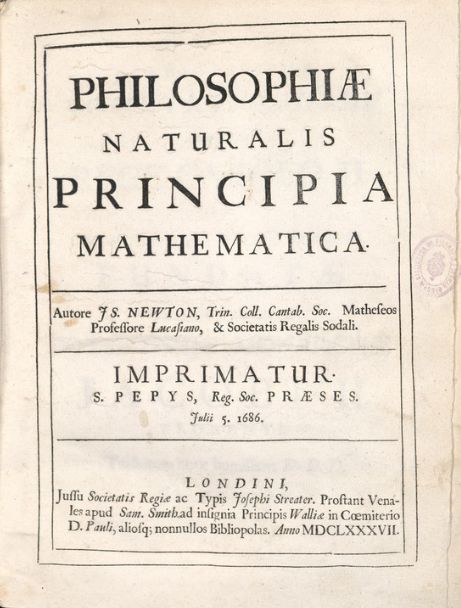 PHILOSOPHIÆ
NATURALIS
PRINCIPIA
MATHEMATICA.
Autore JS. NEWTON, Trin. Coll. Cantab. Soc. Matheseos
Professore Lucasiano, & Societatis Regalis Sodali.
IMPRIMATUR.
S. PEPYS, Reg. Soc. PRÆSES.
Julii 5. 1686.
LONDINI,
Jussu Societatis Regiæ ac Typis Josephi Streater. Prostant Vena-
les apud Sam. Smith ad insignia Principis Walliæ in Cœmiterio
D. Pauli, aliosq; nonnullos Bibliopolas. Anno MDCLXXXVII.